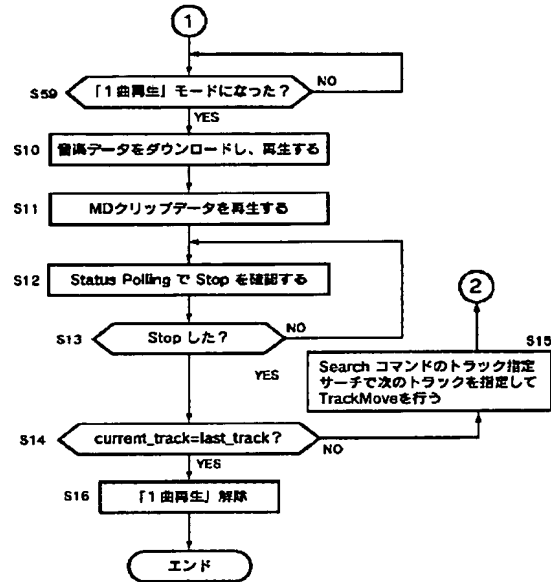 1
S59
「1曲再生」モードになった?
NO
YES
S10
音楽データをダウンロードし、再生する
S11
MDクリップデータを再生する
S12
Status Polling で Stop を確認する
2
S13
Stop した?
NO
YES
S15
Search コマンドのトラック指定
サーチで次のトラックを指定して
TrackMoveを行う
S14
current_track=last_track?
NO
YES
S16
「1曲再生」解除
エンド